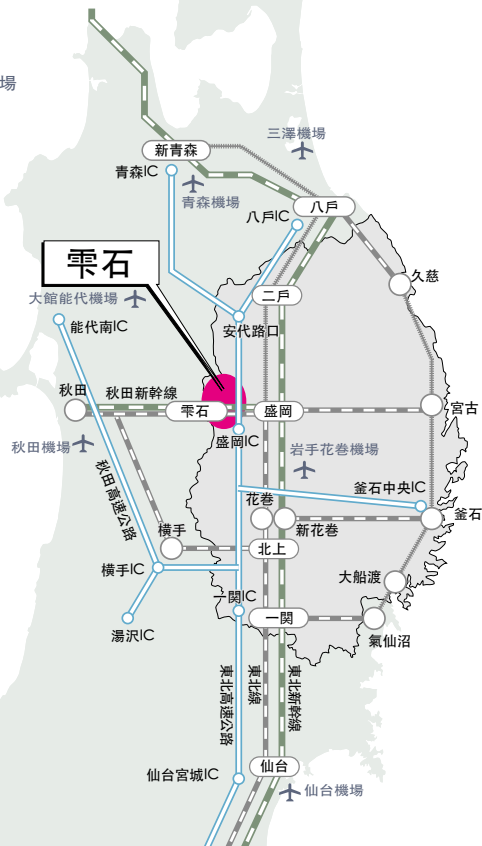 場
三澤機場
新青森
青森IC
青森機場
八戶
八戶IC
雫石
久慈
大館能代機場
二戶
能代南IC
安代路口
秋田
秋田新幹線
雫石
盛岡
宮古
盛岡IC
秋田機場
岩手花巻機場
秋田高速公路
釜石中央IC
花巻
釜石
新花巻
横手
北上
横手IC
大船渡
一関IC
一関
湯沢IC
氣仙沼
東北高速公路
東北線
東北新幹線
仙台
仙台宮城IC
仙台機場